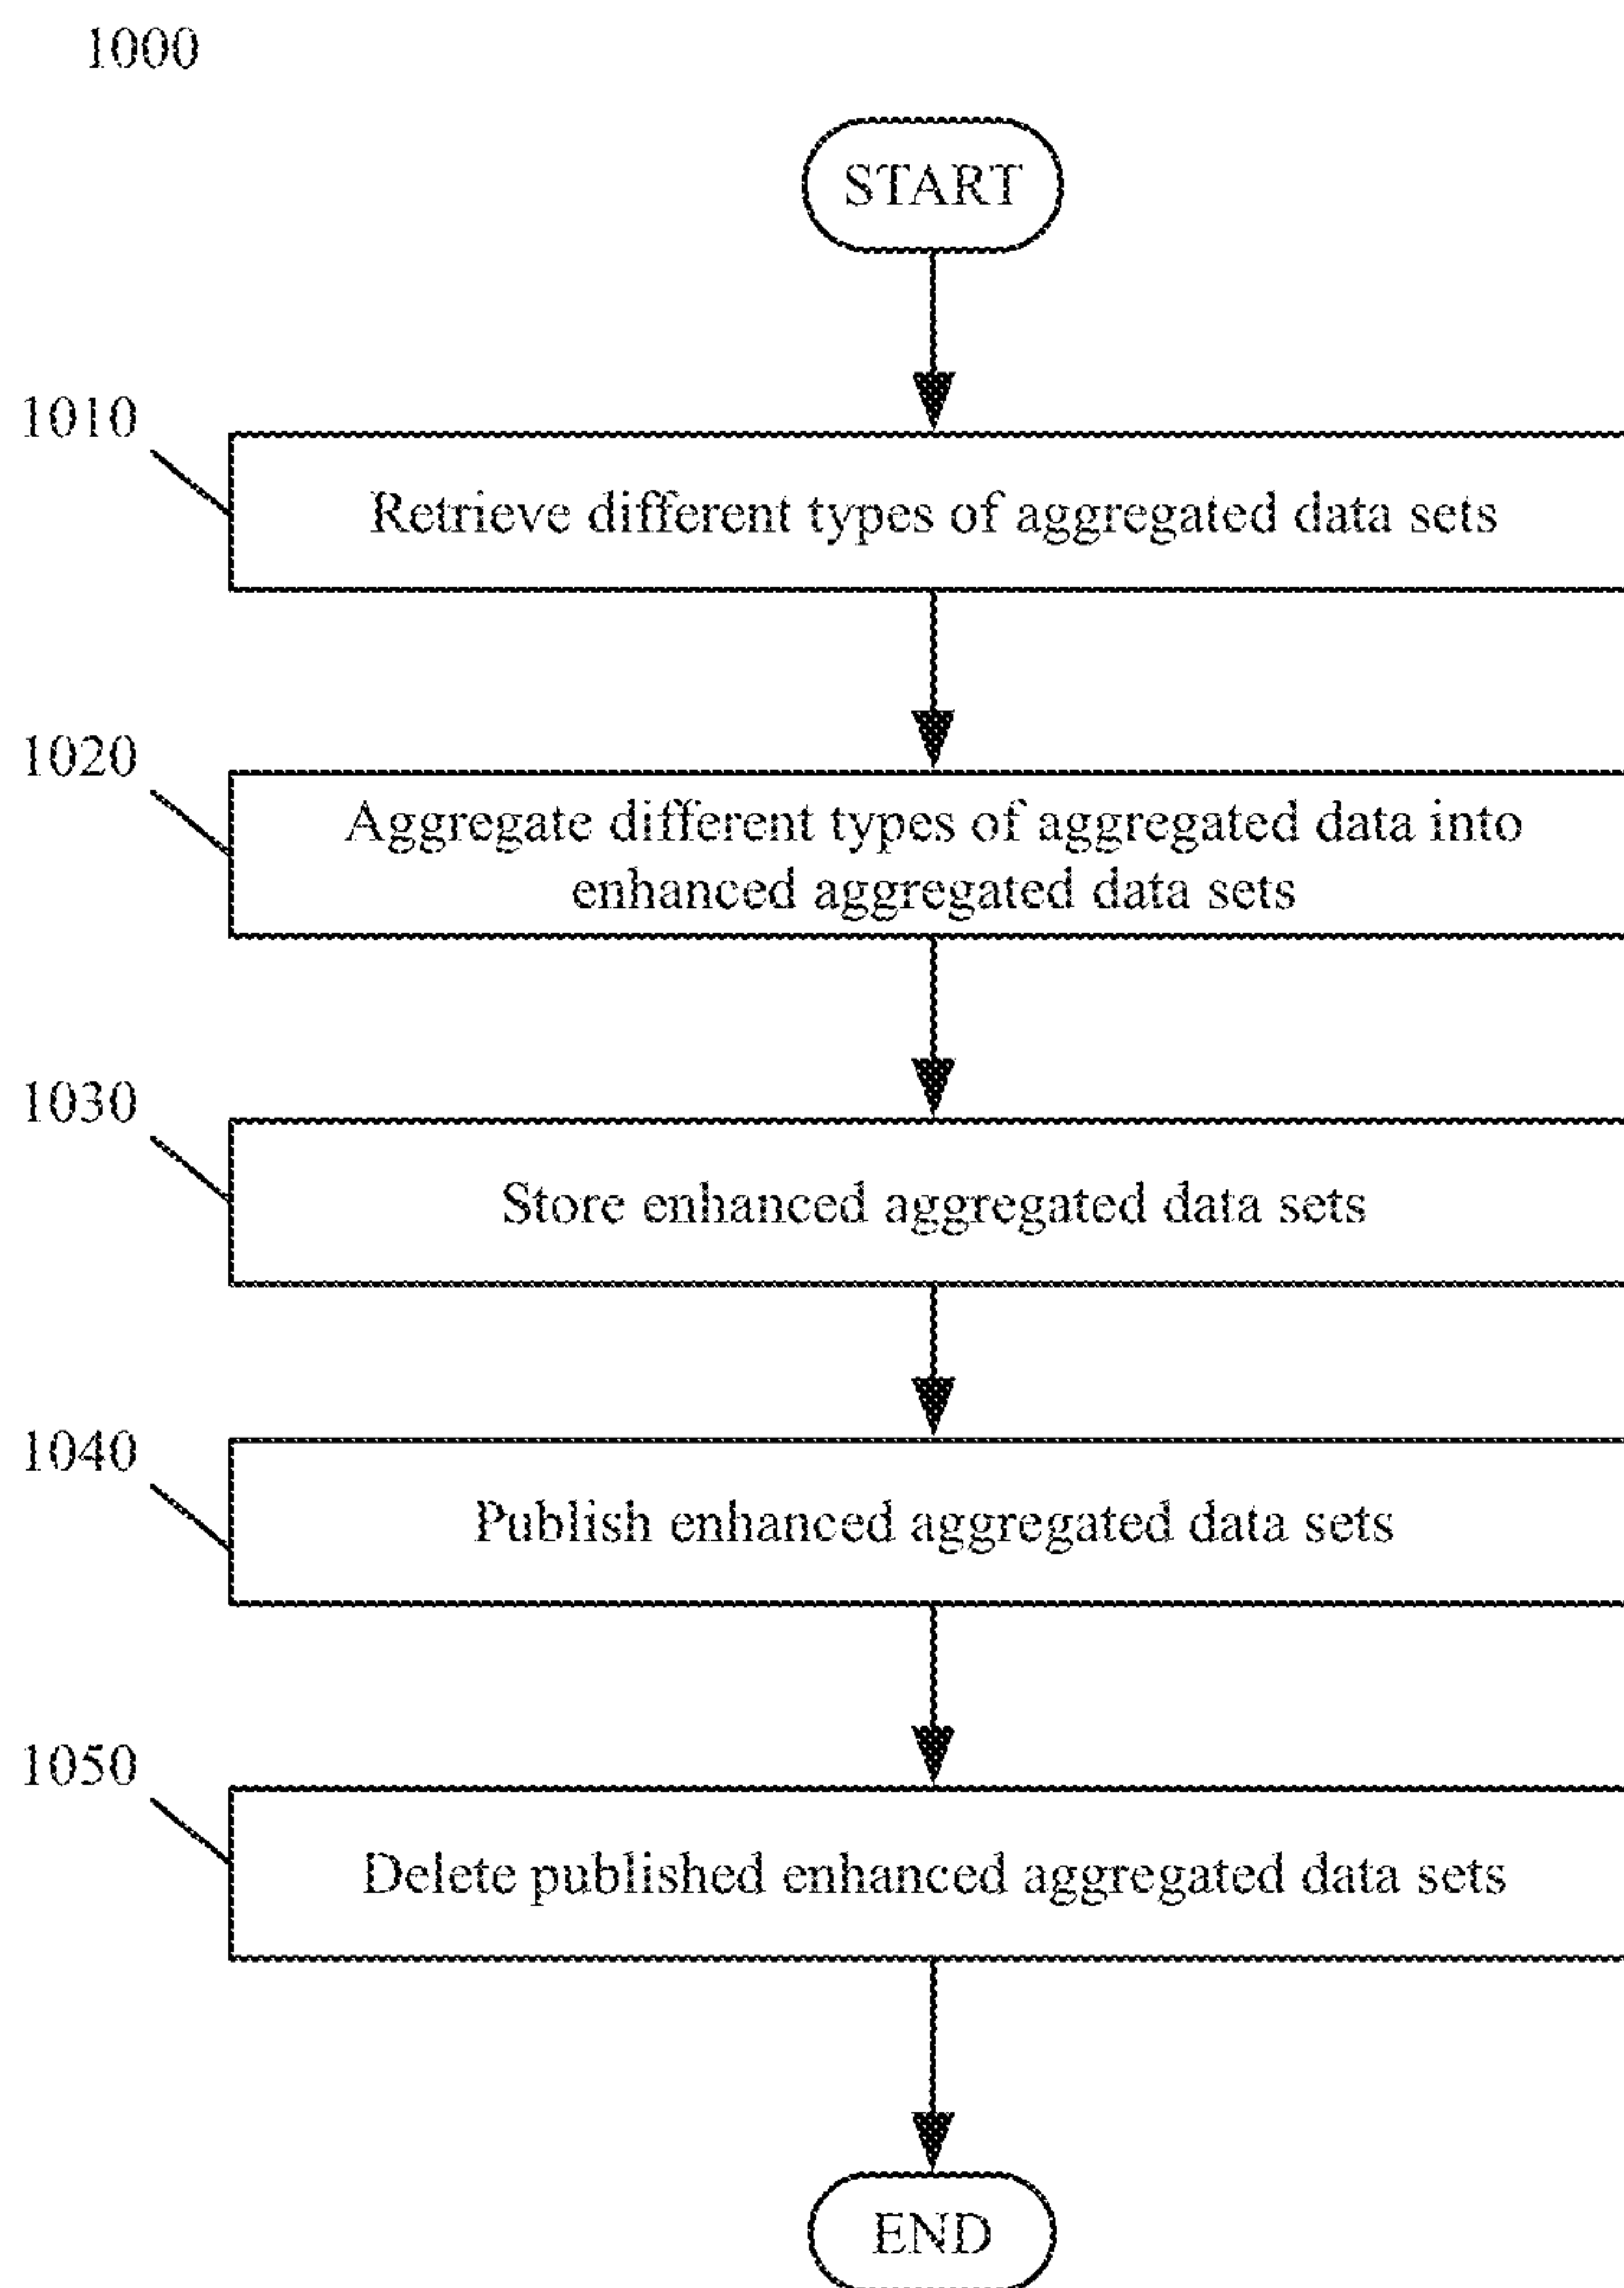 1000
START
1010
Retrieve different types of aggregated data sets
1020
Aggregate different types of aggregated data into
enhanced aggregated data sets
1030
Store enhanced aggregated data sets
1040
Publish enhanced aggregated data sets
1050
Delete published enhanced aggregated data sets
END